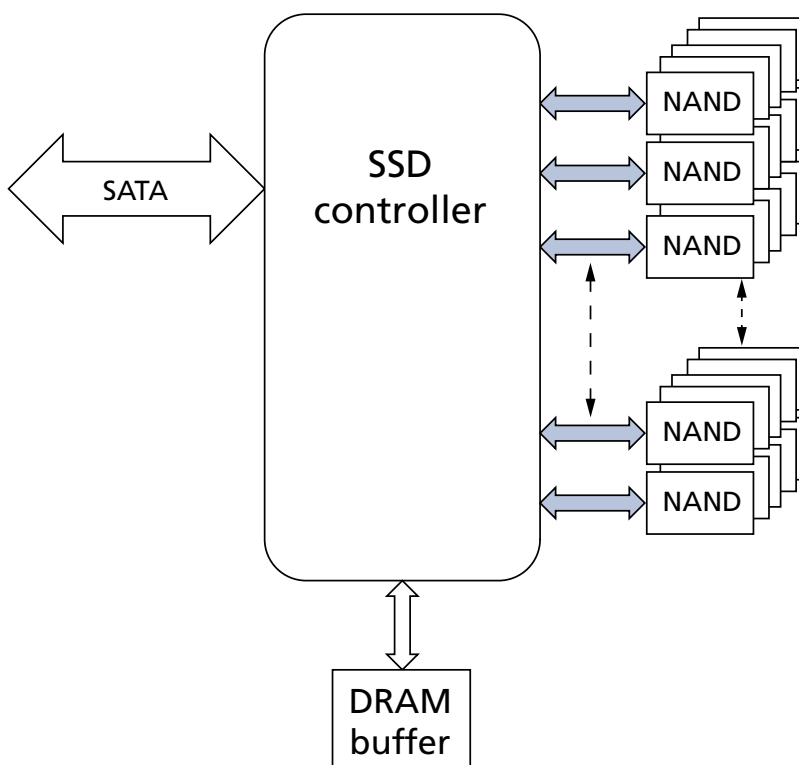 SATA
SSD
controller
NAND
NAND
NAND
NAND
NAND
DRAM
buffer